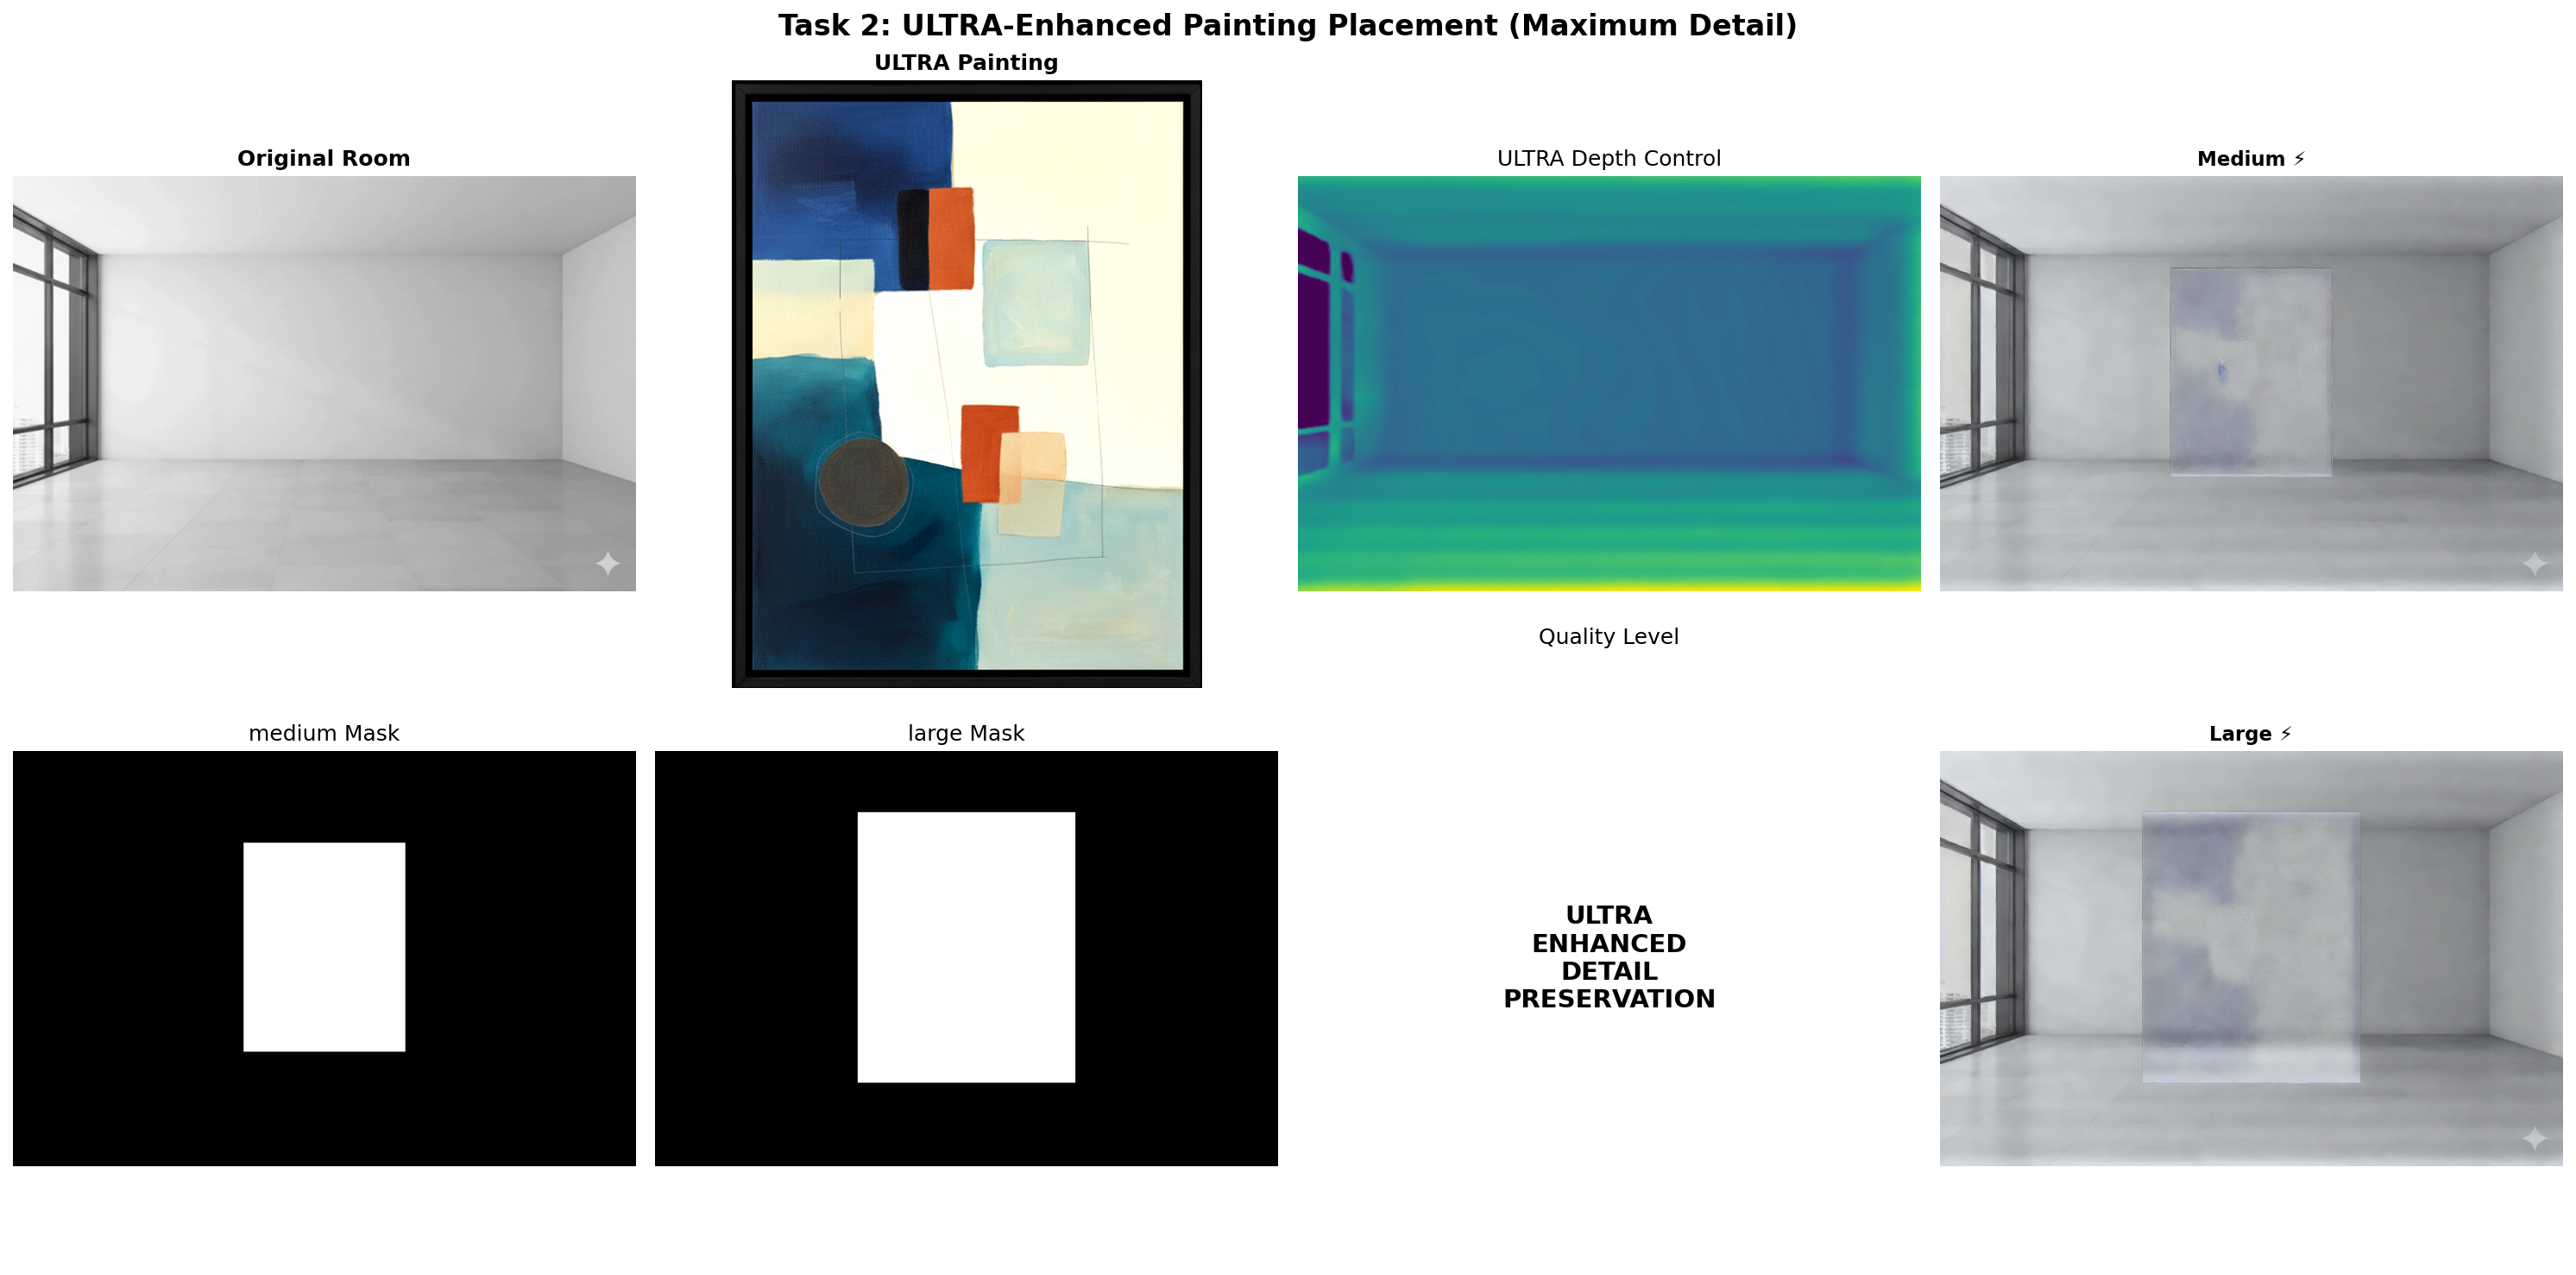 Task 2: ULTRA-Enhanced Painting Placement (Maximum Detail)
Original Room
ULTRA Painting
ULTRA Depth Control
Medium ⚡
Quality Level
medium Mask
large Mask
ULTRA
ENHANCED
DETAIL
PRESERVATION
Large ⚡